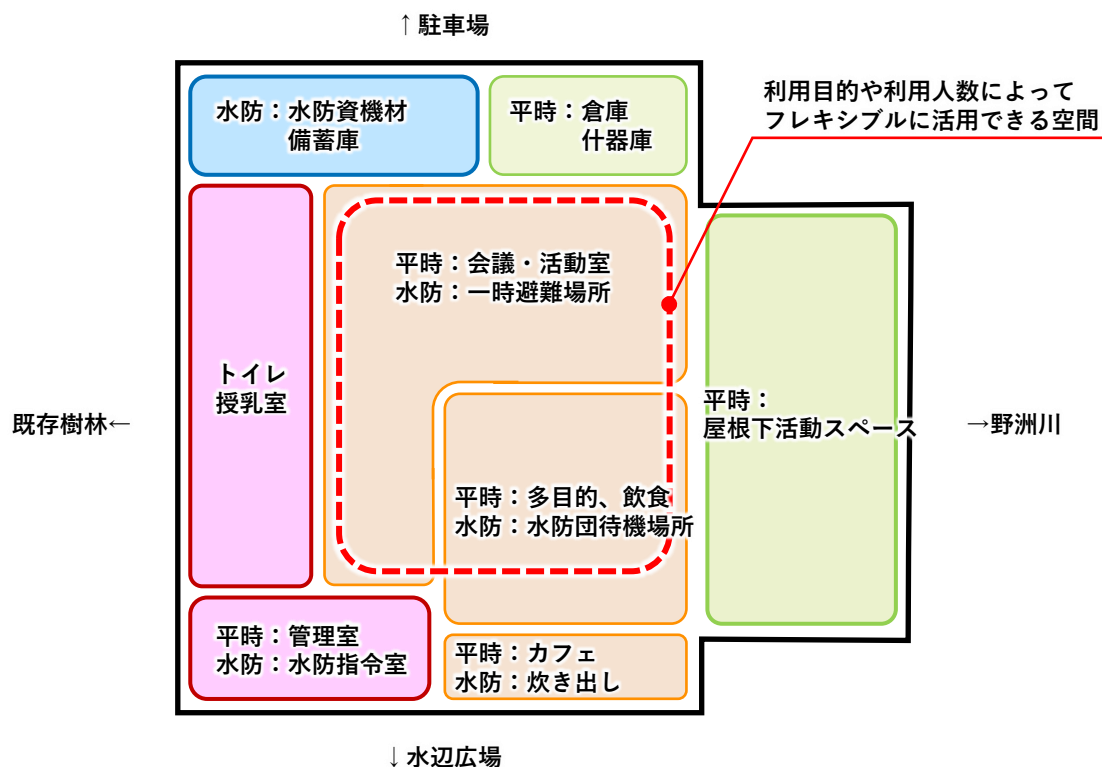 ↑駐車場
利用目的や利用人数によって
フレキシブルに活用できる空間
水防：水防資機材
備蓄庫
平時：倉庫
什器庫
平時：会議・活動室
水防：一時避難場所
トイレ
授乳室
既存樹林←
平時：
屋根下活動スペース
→野洲川
平時：多目的、飲食
水防：水防団待機場所
平時：管理室
水防：水防指令室
平時：カフェ
水防：炊き出し
↓水辺広場